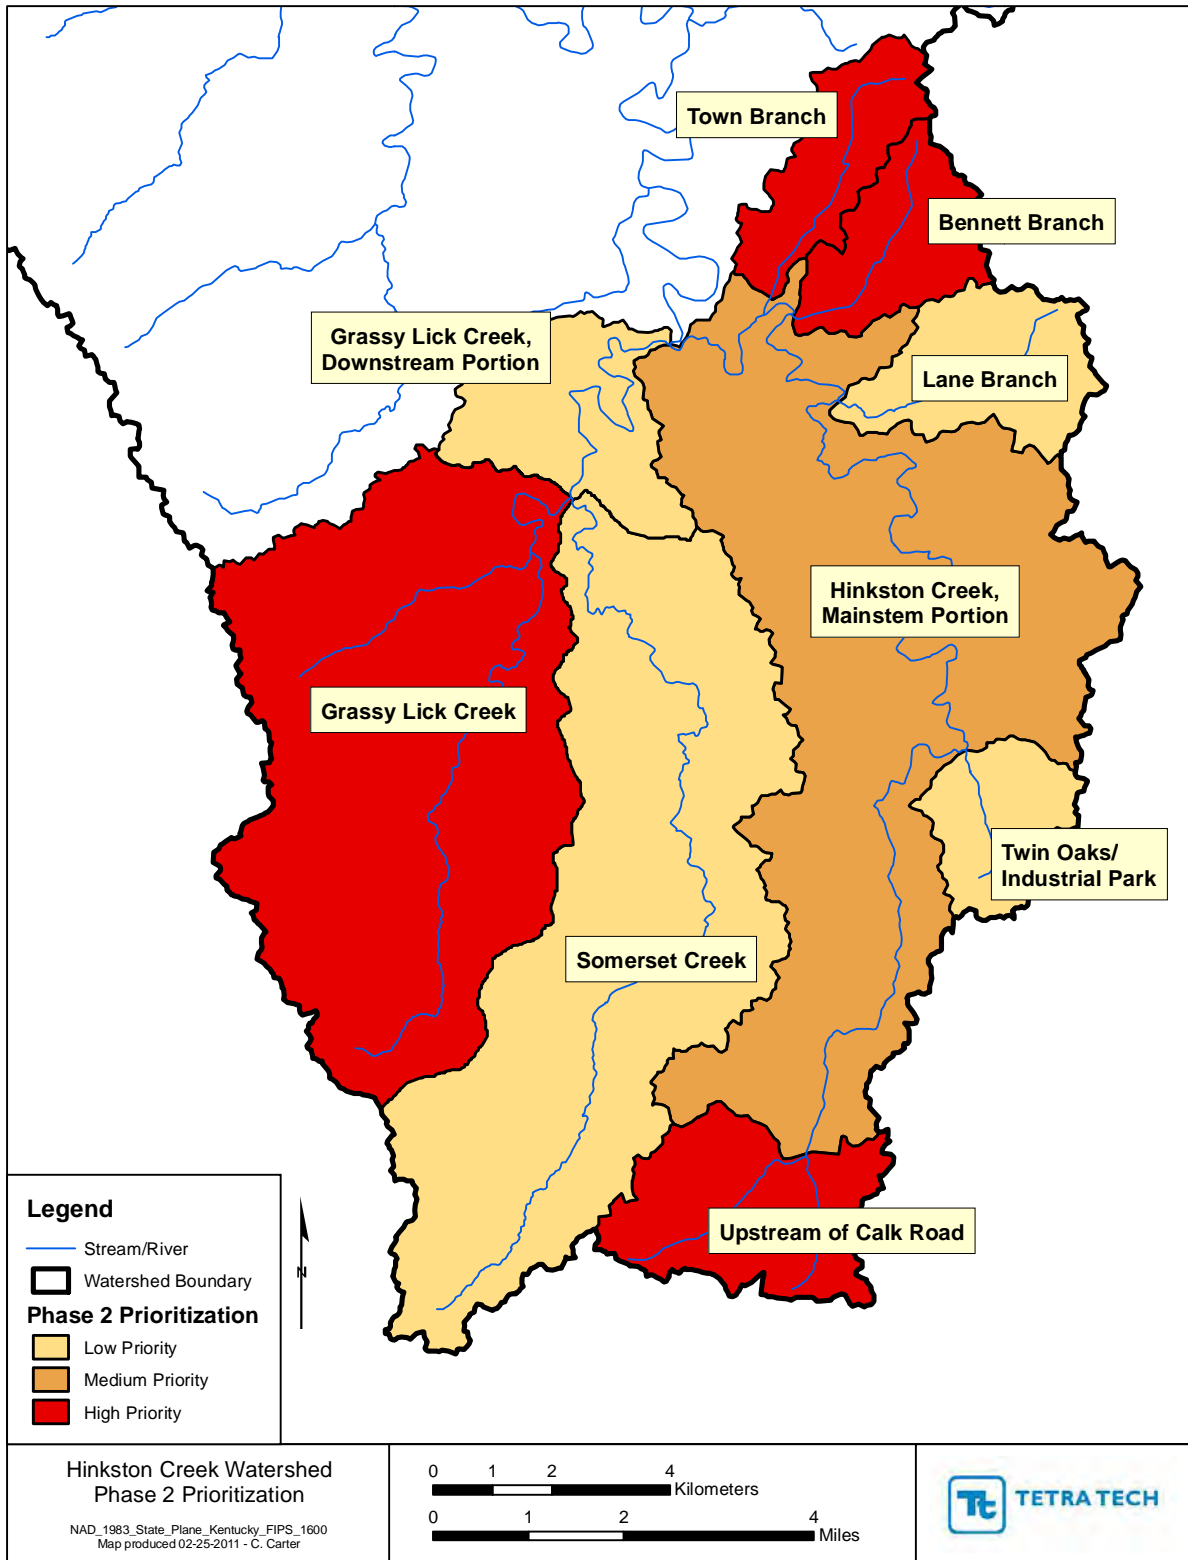 Town Branch
Bennett Branch
Grassy Lick Creek,
Downstream Portion
Lane Branch
Hinkston Creek,
Mainstem Portion
Grassy Lick Creek
Twin Oaks/
Industrial Park
Somerset Creek
Upstream of Calk Road
Legend
Stream/River
Watershed Boundary
Phase 2 Prioritization
Low Priority
Medium Priority
High Priority
N
Hinkston Creek Watershed
Phase 2 Prioritization
NAD_1983_State_Plane_Kentucky_FIPS_1600
Map produced 02-25-2011 - C. Carter
0 1 2 4
Kilometers
0 1 2 4
Miles
Tt TETRA TECH